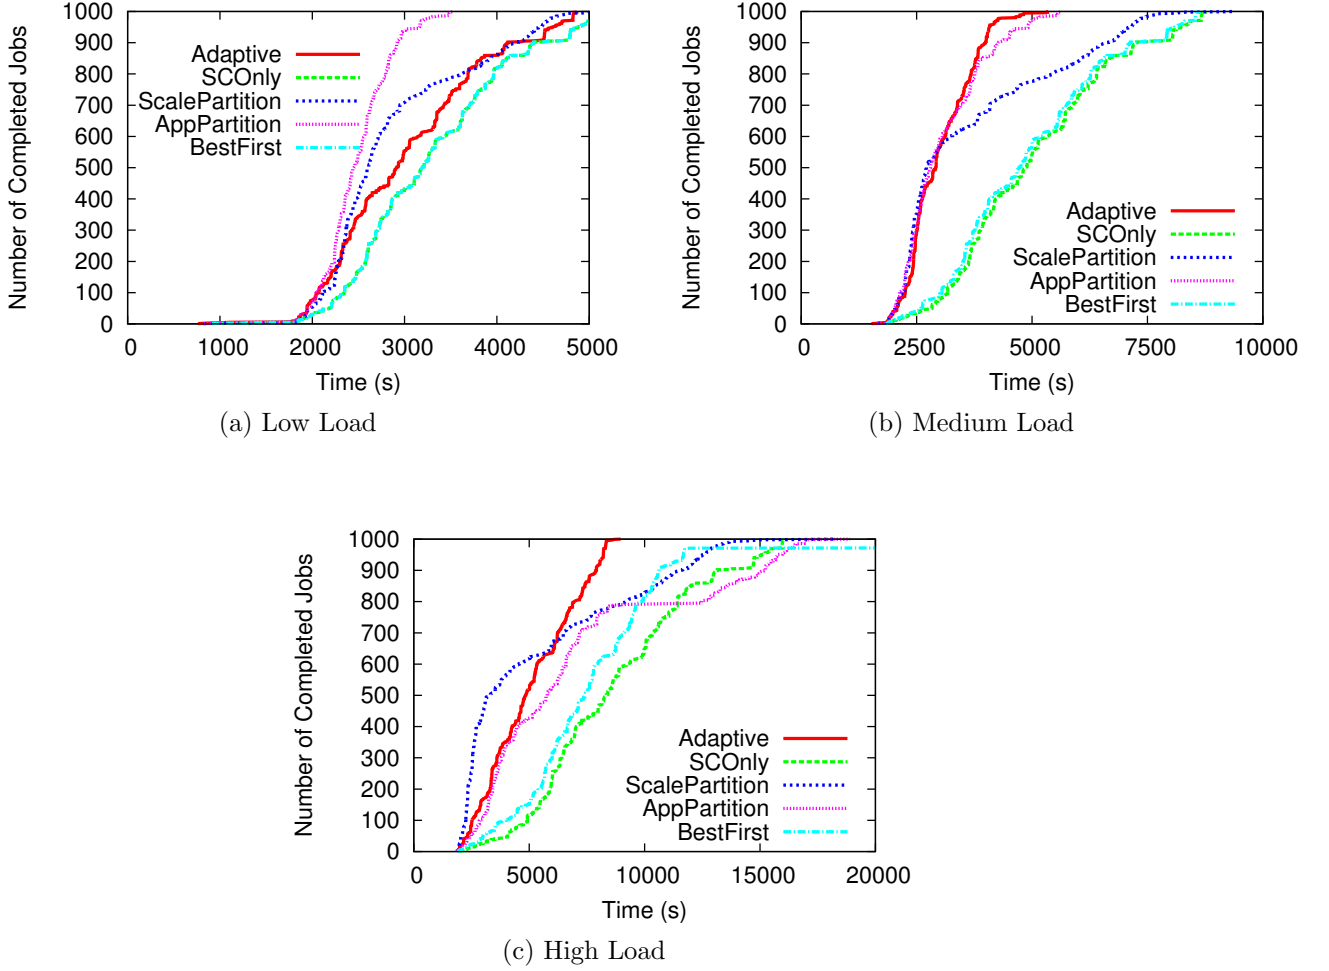 Number of Completed Jobs
1000
900
800
700
600
500
400
300
200
100
0
Adaptive
SCOnly
ScalePartition
AppPartition
BestFirst
0 1000 2000 3000 4000 5000
Time (s)
(a) Low Load
Number of Completed Jobs
1000
900
800
700
600
500
400
300
200
100
0
Adaptive
SCOnly
ScalePartition
AppPartition
BestFirst
0 2500 5000 7500 10000
Time (s)
(b) Medium Load
Number of Completed Jobs
1000
900
800
700
600
500
400
300
200
100
0
Adaptive
SCOnly
ScalePartition
AppPartition
BestFirst
0 5000 10000 15000 20000
Time (s)
(c) High Load